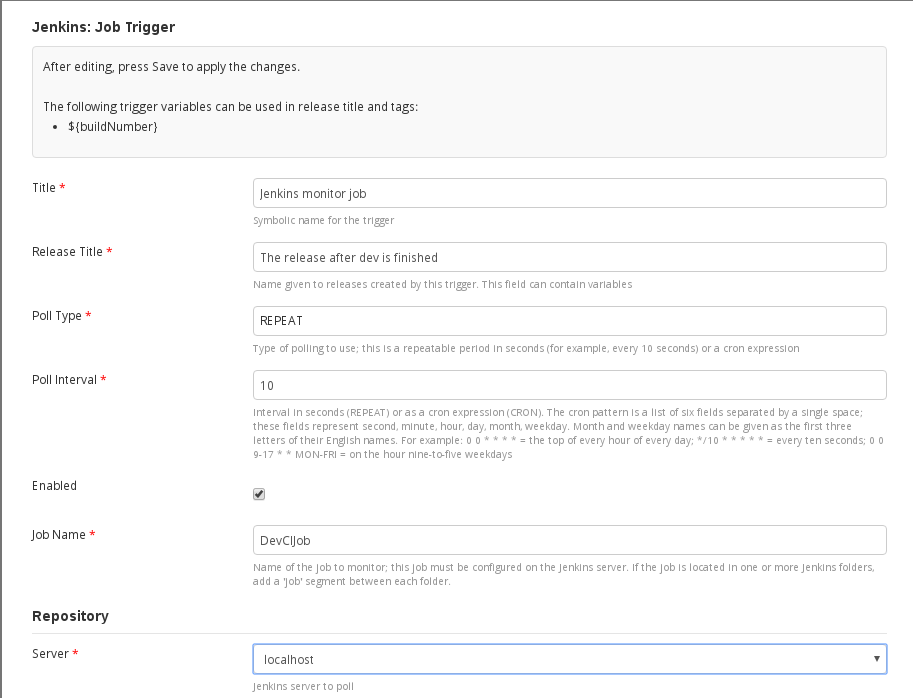 Jenkins: Job Trigger
After editing, press Save to apply the changes.
The following trigger variables can be used in release title and tags:
• ${buildNumber}
Title *
Jenkins monitor job
Symbolic name for the trigger
Release Title *
The release after dev is finished
Name given to releases created by this trigger. This field can contain variables
Poll Type *
REPEAT
Type of polling to use; this is a repeatable period in seconds (for example, every 10 seconds) or a cron expression
Poll Interval *
10
Interval in seconds (REPEAT) or as a cron expression (CRON). The cron pattern is a list of six fields separated by a single space;
these fields represent second, minute, hour, day, month, weekday. Month and weekday names can be given as the first three
letters of their English names. For example: 0 0 * * * * = the top of every hour of every day; */10 * * * * * = every ten seconds; 0 0
9-17 * * MON-FRI = on the hour nine-to-five weekdays
Enabled
Job Name *
DevCIJob
Name of the job to monitor; this job must be configured on the Jenkins server. If the job is located in one or more Jenkins folders,
add a 'job' segment between each folder.
Repository
Server *
localhost
Jenkins server to poll